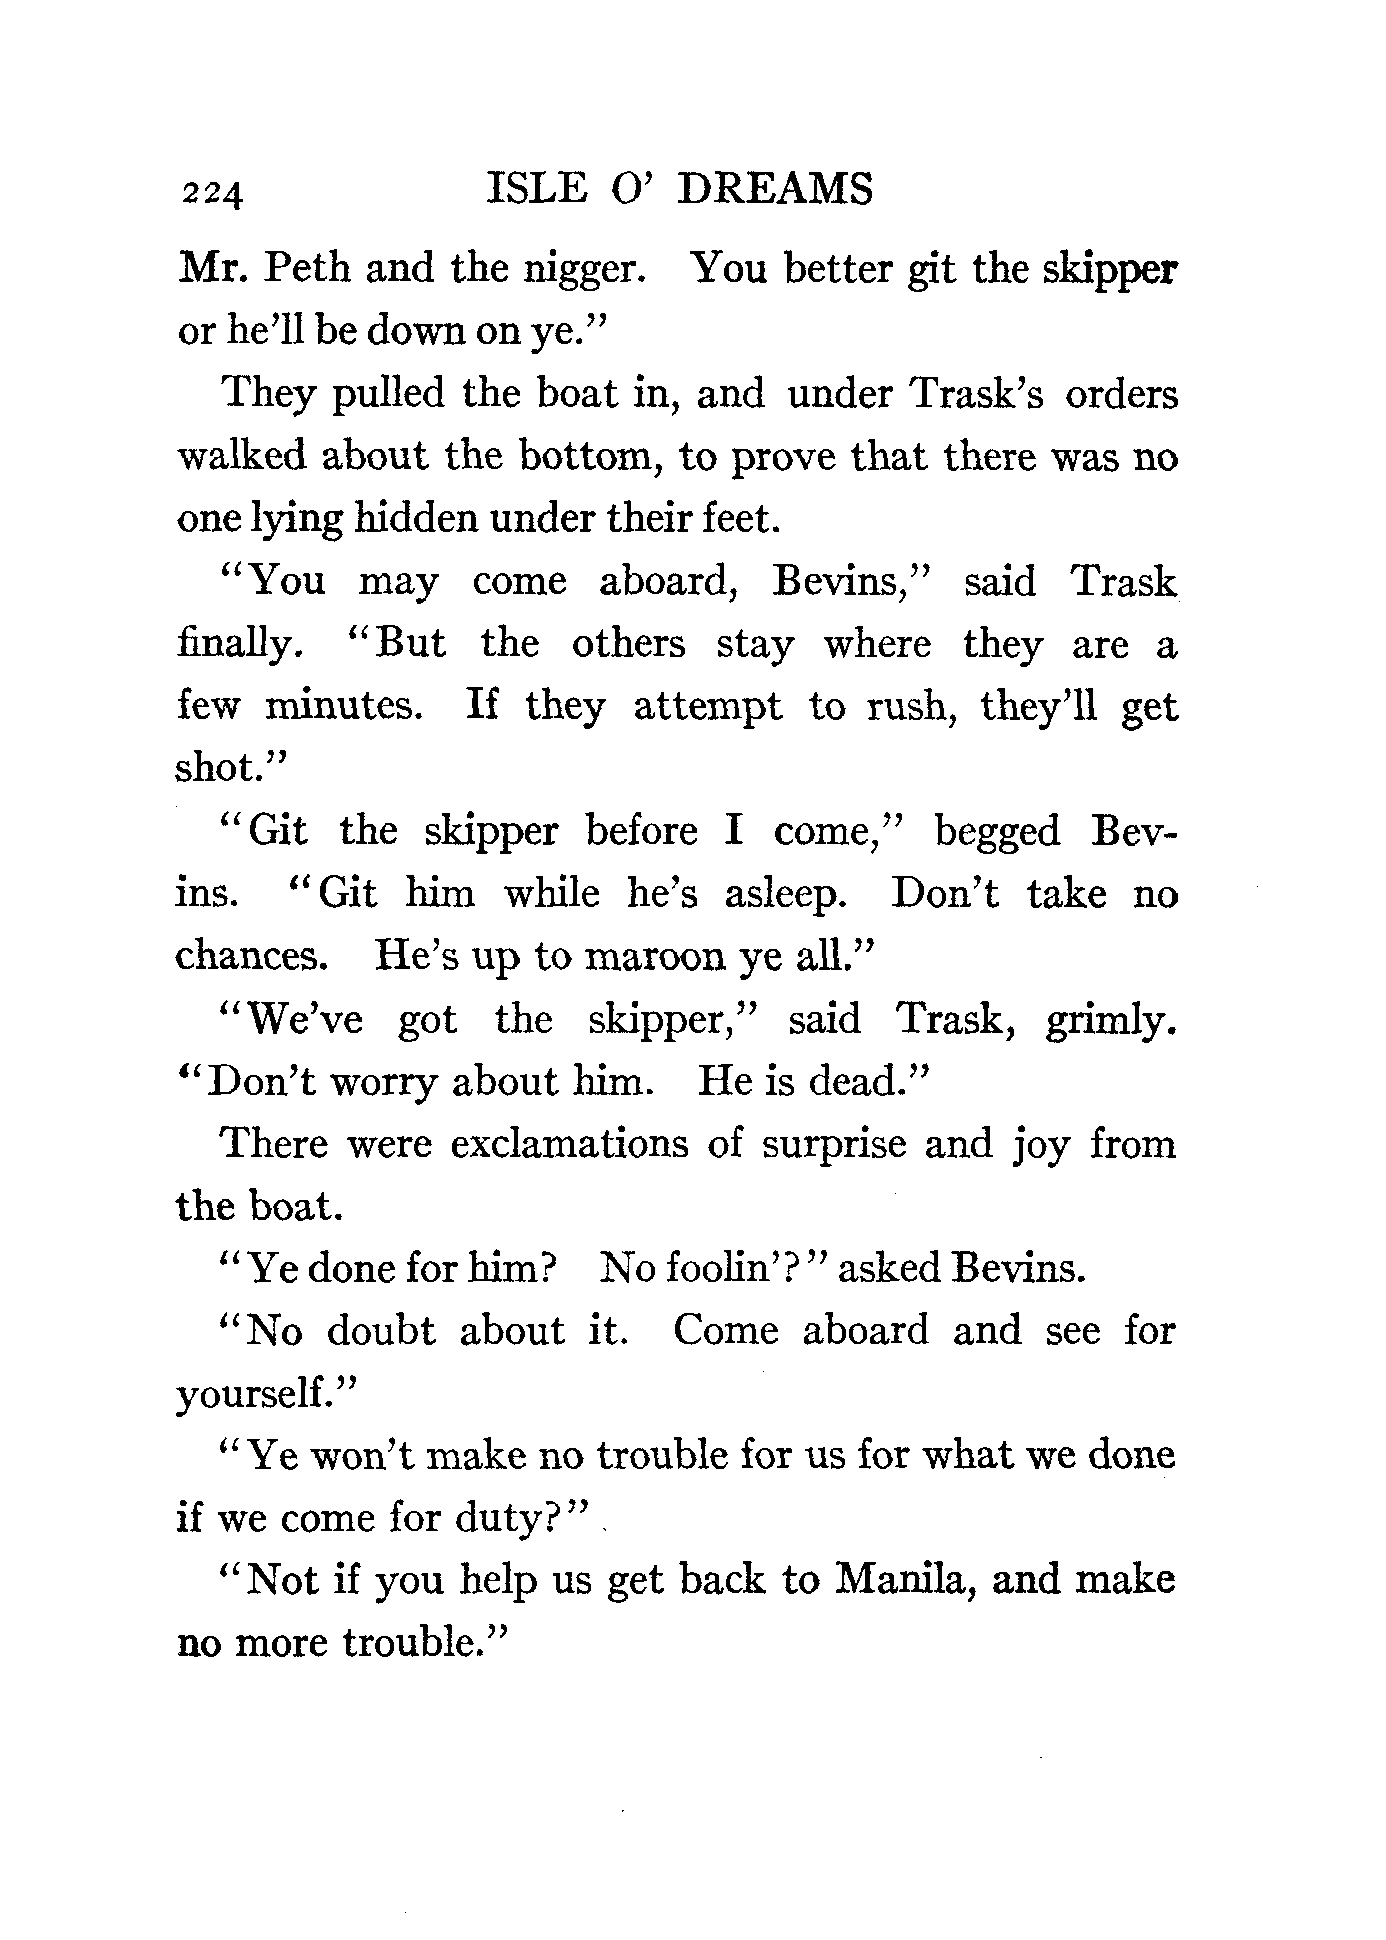 224 ISLE O' DREAMS
Mr. Peth and the nigger. You better git the skipper
or he'll be down on ye."
They pulled the boat in, and under Trask's orders
walked about the bottom, to prove that there was no
one lying hidden under their feet.
"You may come aboard, Bevins," said Trask
finally. "But the others stay where they are a
few minutes. If they attempt to rush, they'll get
shot."
"Git the skipper before I come," begged Bev-
ins. "Git him while he's asleep. Don't take no
chances. He's up to maroon ye all."
"We've got the skipper," said Trask, grimly.
"Don't worry about him. He is dead."
There were exclamations of surprise and joy from
the boat.
"Ye done for him? No foolin'?" asked Bevins.
"No doubt about it. Come aboard and see for
yourself."
"Ye won't make no trouble for us for what we done
if we come for duty?"
"Not if you help us get back to Manila, and make
no more trouble."